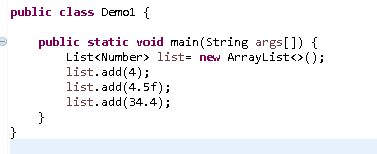 public class Demo1 {
public static void main(String args[]) {
List<Number> list= new ArrayList<>();
list.add(4);
list.add(4.5f);
list.add(34.4);
}
}